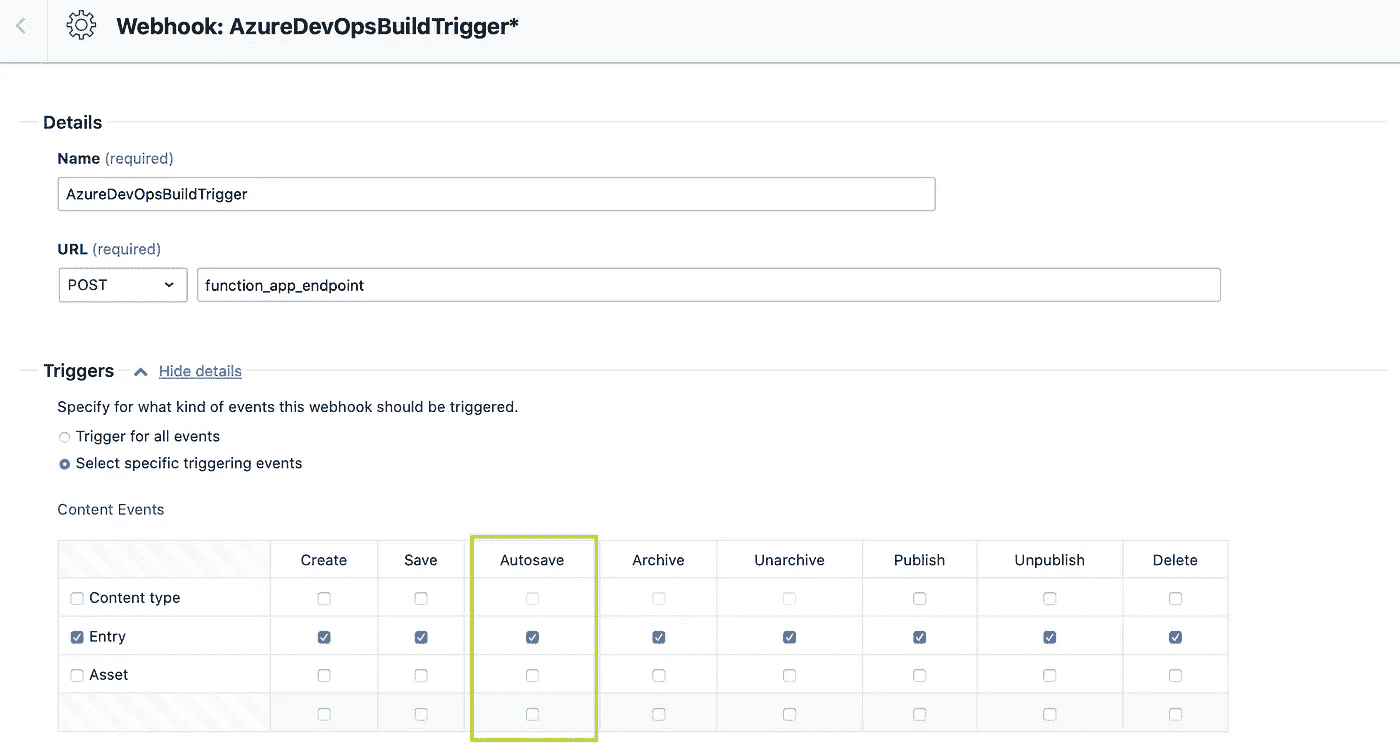 Webhook: AzureDevOpsBuildTrigger*
Details
Name (required)
AzureDevOpsBuildTrigger
URL (required)
POST function_app_endpoint
Triggers Hide details
Specify for what kind of events this webhook should be triggered.
Trigger for all events
Select specific triggering events
Content Events
Create Save Autosave Archive Unarchive Publish Unpublish Delete
Content type
Entry
Asset